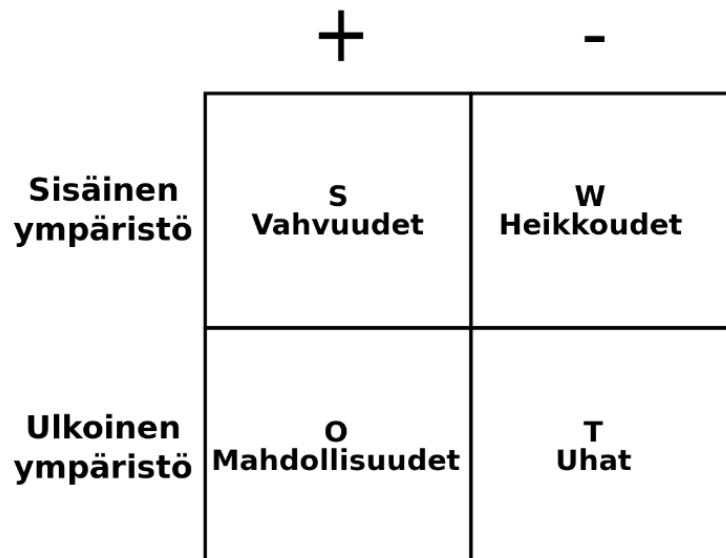 + -
Sisäinen
ympäristö
S
Vahvuudet
W
Heikkoudet
Ulkoinen
ympäristö
O
Mahdollisuudet
T
Uhat